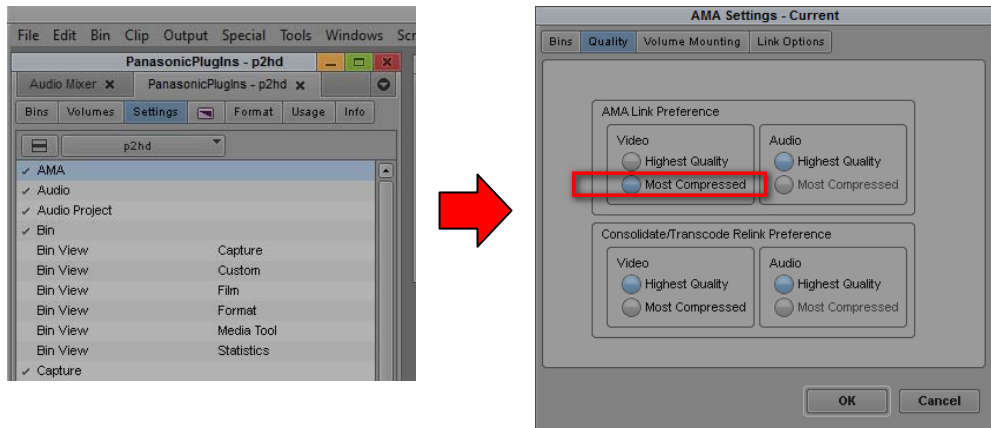 File Edit Bin Clip Output Special Tools Windows Scr
PanasonicPlugIns - p2hd
Audio Mixer PanasonicPlugIns - p2hd
Bins Volumes Settings Format Usage Info
p2hd
AMA
Audio
Audio Project
Bin
Bin View Capture
Bin View Custom
Bin View Film
Bin View Format
Bin View Media Tool
Bin View Statistics
Capture
AMA Settings - Current
Bins Quality Volume Mounting Link Options
AMA Link Preference
Video Audio
Highest Quality Highest Quality
Most Compressed Most Compressed
Consolidate/Transcode Relink Preference
Video Audio
Highest Quality Highest Quality
Most Compressed Most Compressed
OK Cancel